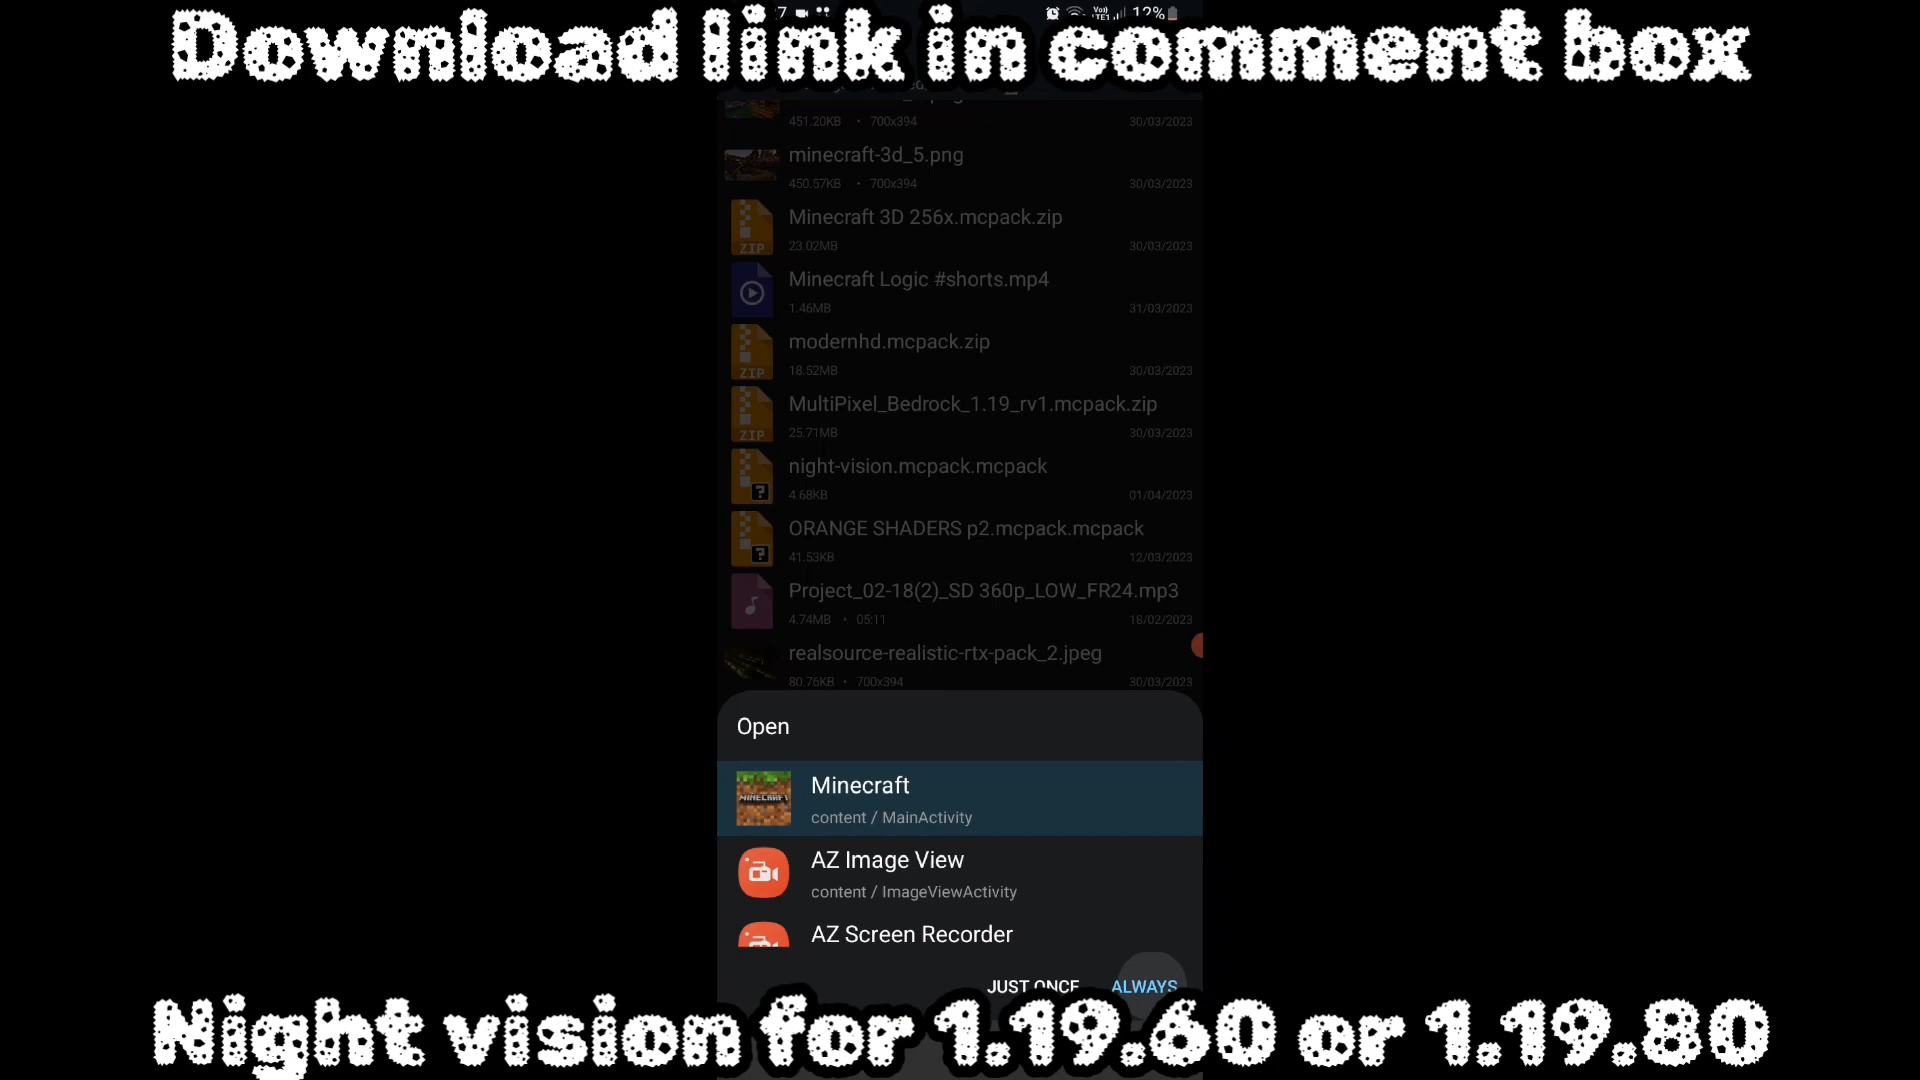 7
12%
Download link in comment box
451.20KB • 700x394 30/03/2023
minecraft-3d_5.png
450.57KB • 700x394 30/03/2023
Minecraft 3D 256x.mcpack.zip
ZIP
23.02MB 30/03/2023
Minecraft Logic #shorts.mp4
1.46MB 31/03/2023
modernhd.mcpack.zip
ZIP
18.52MB 30/03/2023
MultiPixel_Bedrock_1.19_rv1.mcpack.zip
ZIP
25.71MB 30/03/2023
night-vision.mcpack.mcpack
?
4.68KB 01/04/2023
ORANGE SHADERS p2.mcpack.mcpack
?
41.53KB 12/03/2023
Project_02-18(2)_SD 360p_LOW_FR24.mp3
4.74MB • 05:11 18/02/2023
realsource-realistic-rtx-pack_2.jpeg
80.76KB • 700x394 30/03/2023
Open
Minecraft
MINECRAFT
content / MainActivity
AZ Image View
content / ImageViewActivity
AZ Screen Recorder
JUST ONCE ALWAYS
Night vision for 1.19.60 or 1.19.80